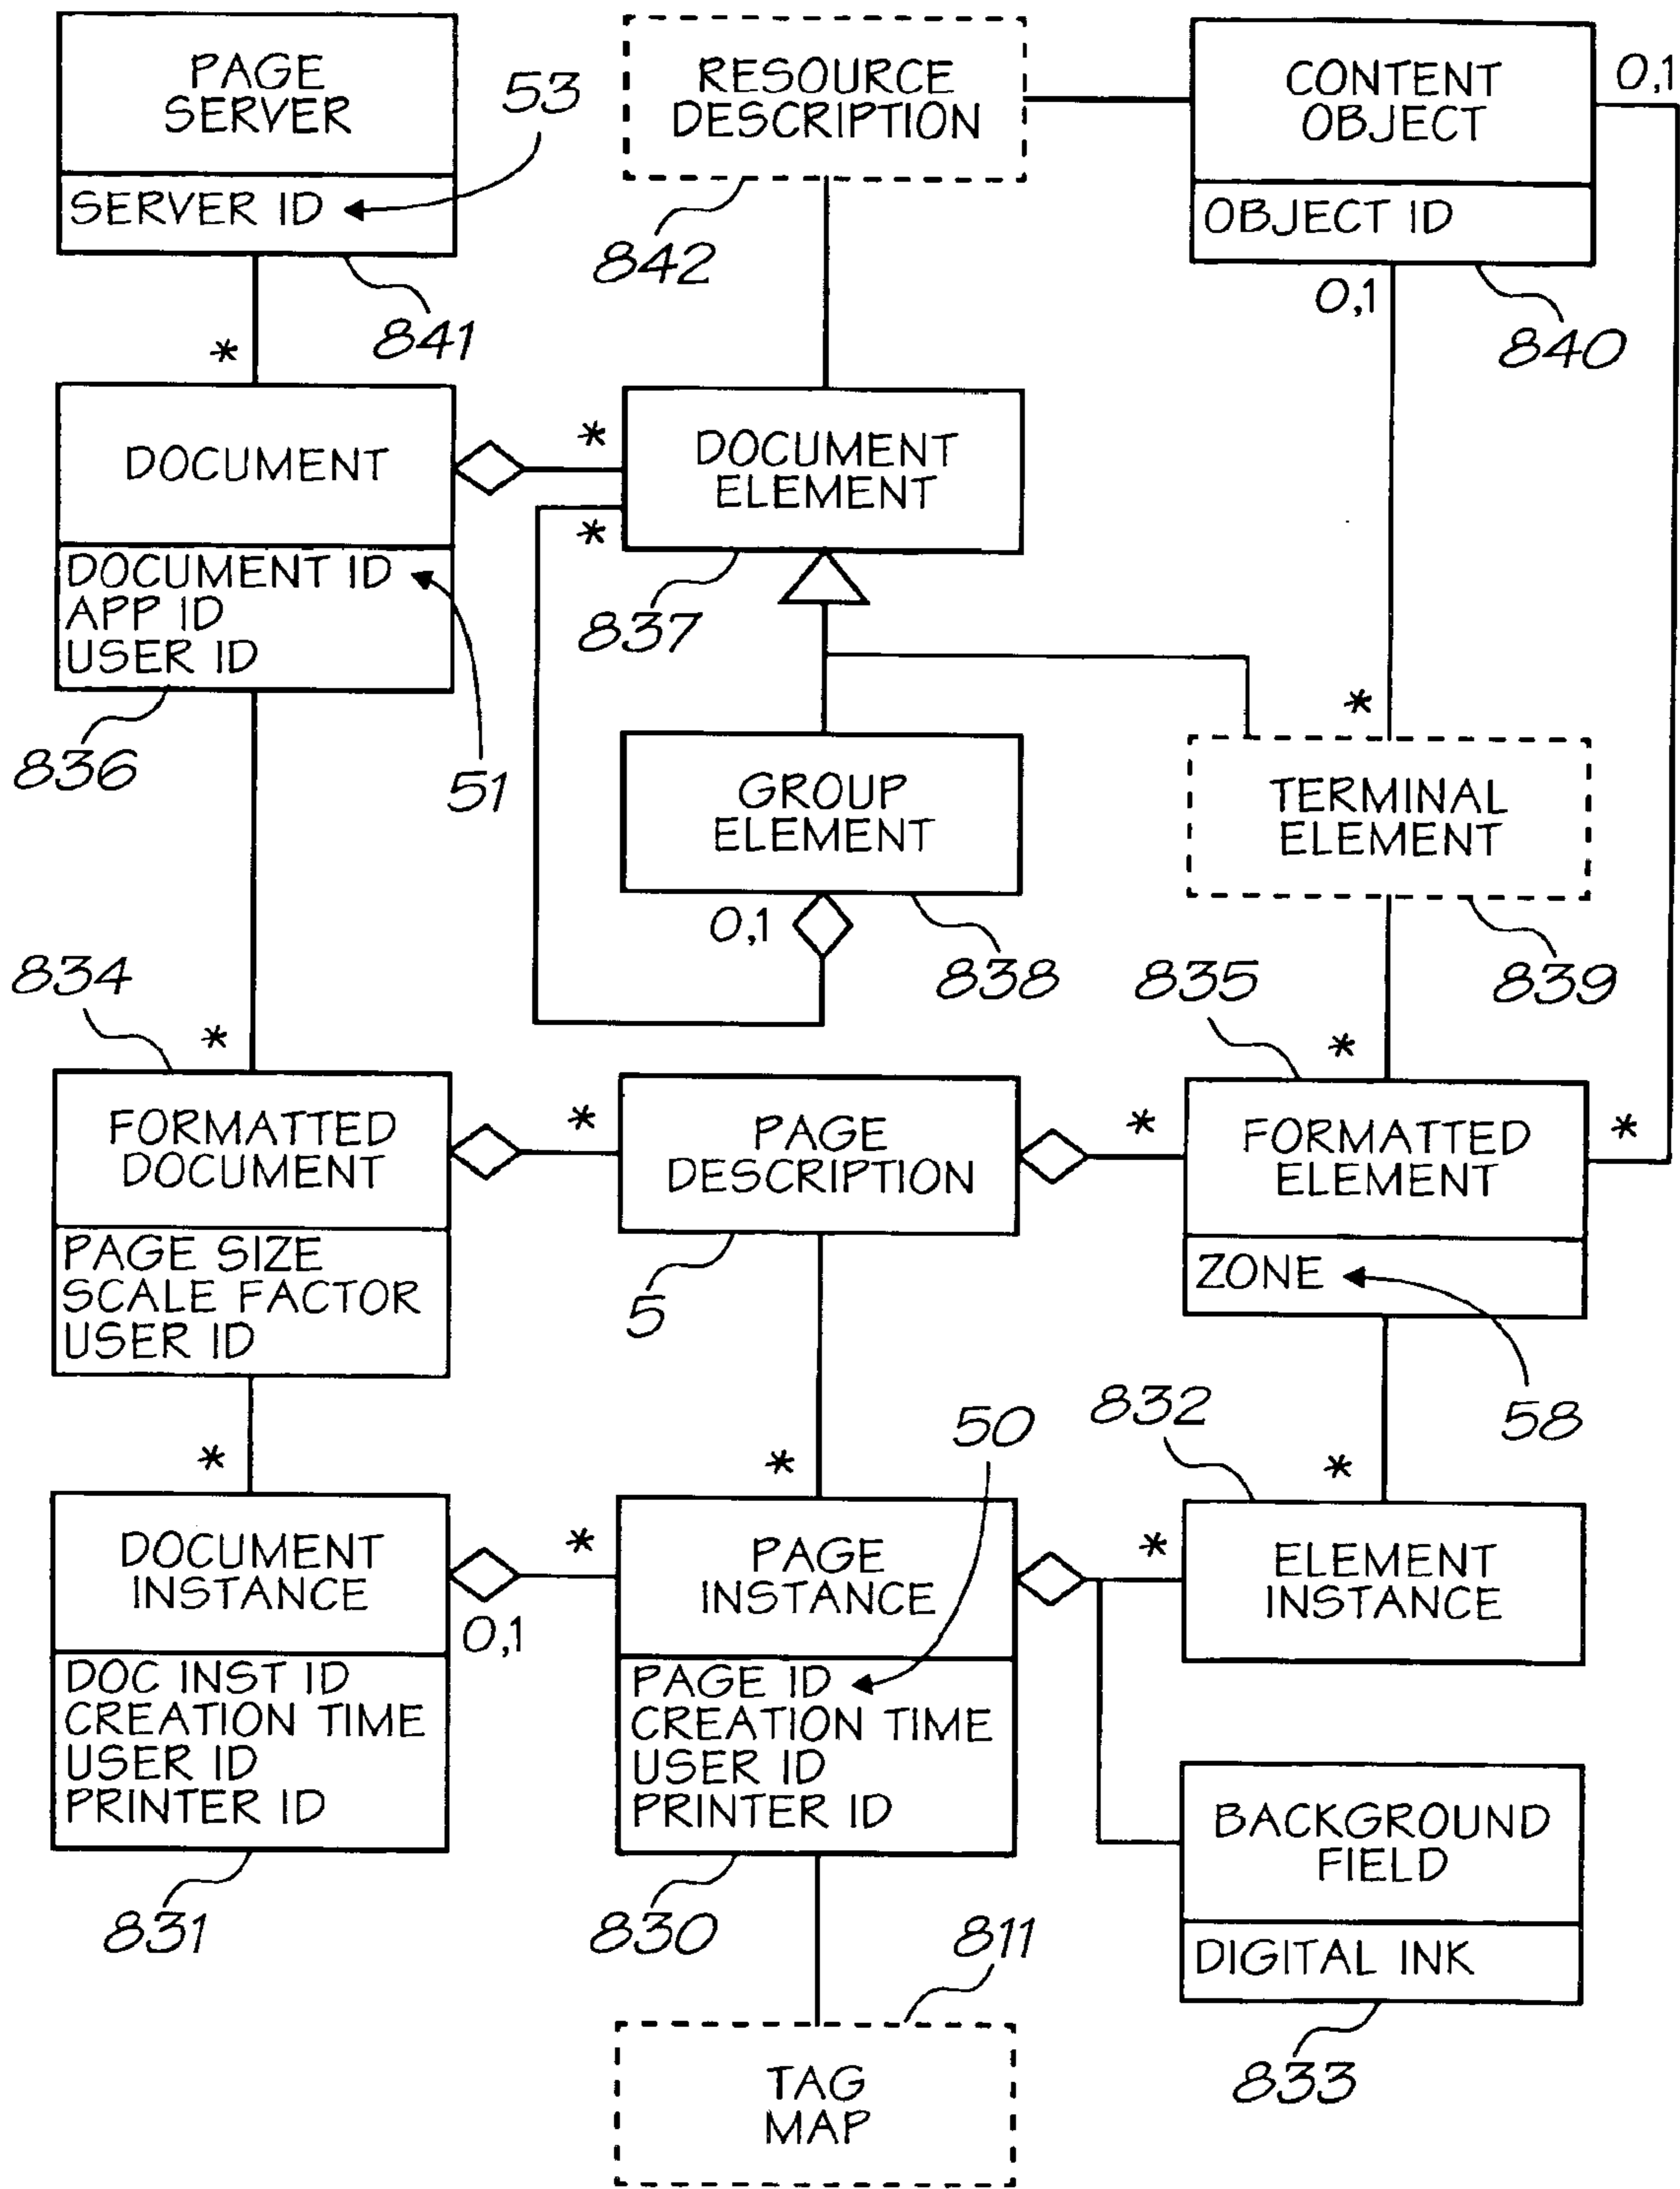 PAGE
SERVER
SERVER ID
53
841
*
RESOURCE
DESCRIPTION
842
CONTENT
OBJECT
OBJECT ID
0,1
0,1
840
DOCUMENT
DOCUMENT ID
APP ID
USER ID
836
51
*
*
DOCUMENT
ELEMENT
837
GROUP
ELEMENT
0,1
838
*
TERMINAL
ELEMENT
839
834
*
FORMATTED
DOCUMENT
PAGE SIZE
SCALE FACTOR
USER ID
*
PAGE
DESCRIPTION
5
835
*
*
*
FORMATTED
ELEMENT
ZONE
58
*
DOCUMENT
INSTANCE
0,1
DOC INST ID
CREATION TIME
USER ID
PRINTER ID
831
*
*
50
PAGE
INSTANCE
PAGE ID
CREATION TIME
USER ID
PRINTER ID
830
832
*
*
ELEMENT
INSTANCE
BACKGROUND
FIELD
DIGITAL INK
833
811
TAG
MAP